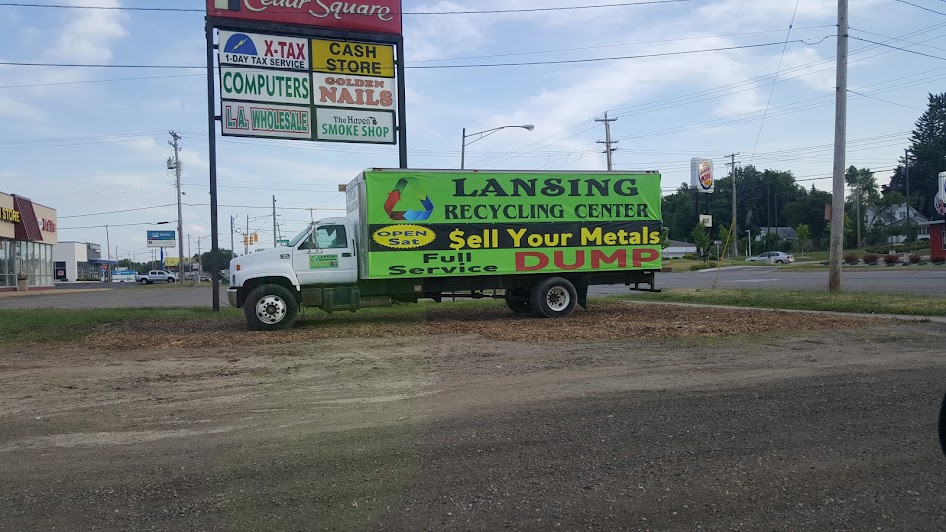 Cedar Square
X-TAX
1-DAY TAX SERVICE
CASH
STORE
COMPUTERS
GOLDEN
NAILS
L.A. WHOLESALE
The Haven
SMOKE SHOP
LANSING
RECYCLING CENTER
OPEN
Sat
$ell Your Metals
Full
Service
DUMP